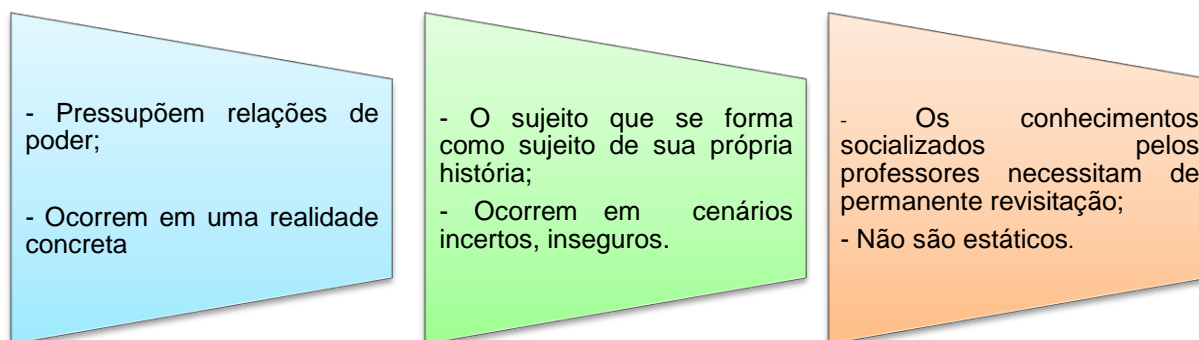 - Pressupõem relações de
poder;
- Ocorrem em uma realidade
concreta
- O sujeito que se forma
como sujeito de sua própria
história;
- Ocorrem em cenários
incertos, inseguros.
- Os conhecimentos
socializados pelos
professores necessitam de
permanente revisitação;
- Não são estáticos.